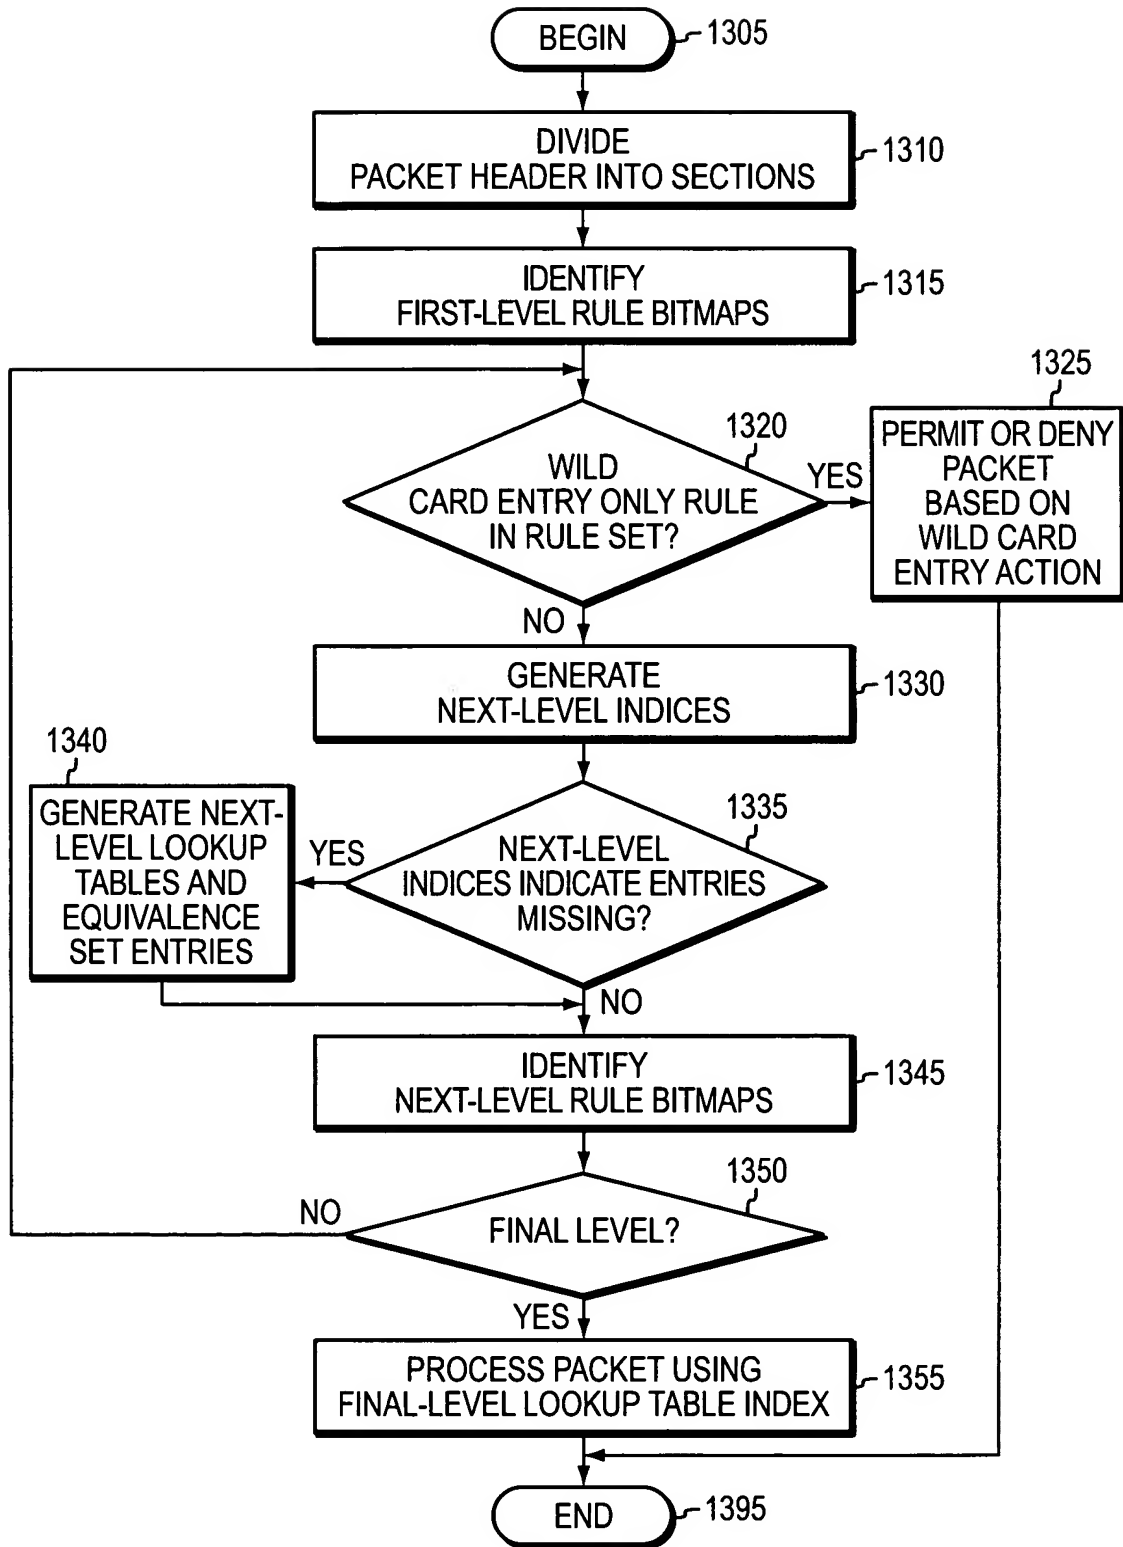 BEGIN
1305
DIVIDE
PACKET HEADER INTO SECTIONS
1310
IDENTIFY
FIRST-LEVEL RULE BITMAPS
1315
WILD
CARD ENTRY ONLY RULE
IN RULE SET?
1320
YES
1325
PERMIT OR DENY
PACKET
BASED ON
WILD CARD
ENTRY ACTION
NO
GENERATE
NEXT-LEVEL INDICES
1330
NEXT-LEVEL
INDICES INDICATE ENTRIES
MISSING?
1335
YES
1340
GENERATE NEXT-
LEVEL LOOKUP
TABLES AND
EQUIVALENCE
SET ENTRIES
NO
IDENTIFY
NEXT-LEVEL RULE BITMAPS
1345
FINAL LEVEL?
1350
NO
YES
PROCESS PACKET USING
FINAL-LEVEL LOOKUP TABLE INDEX
1355
END
1395